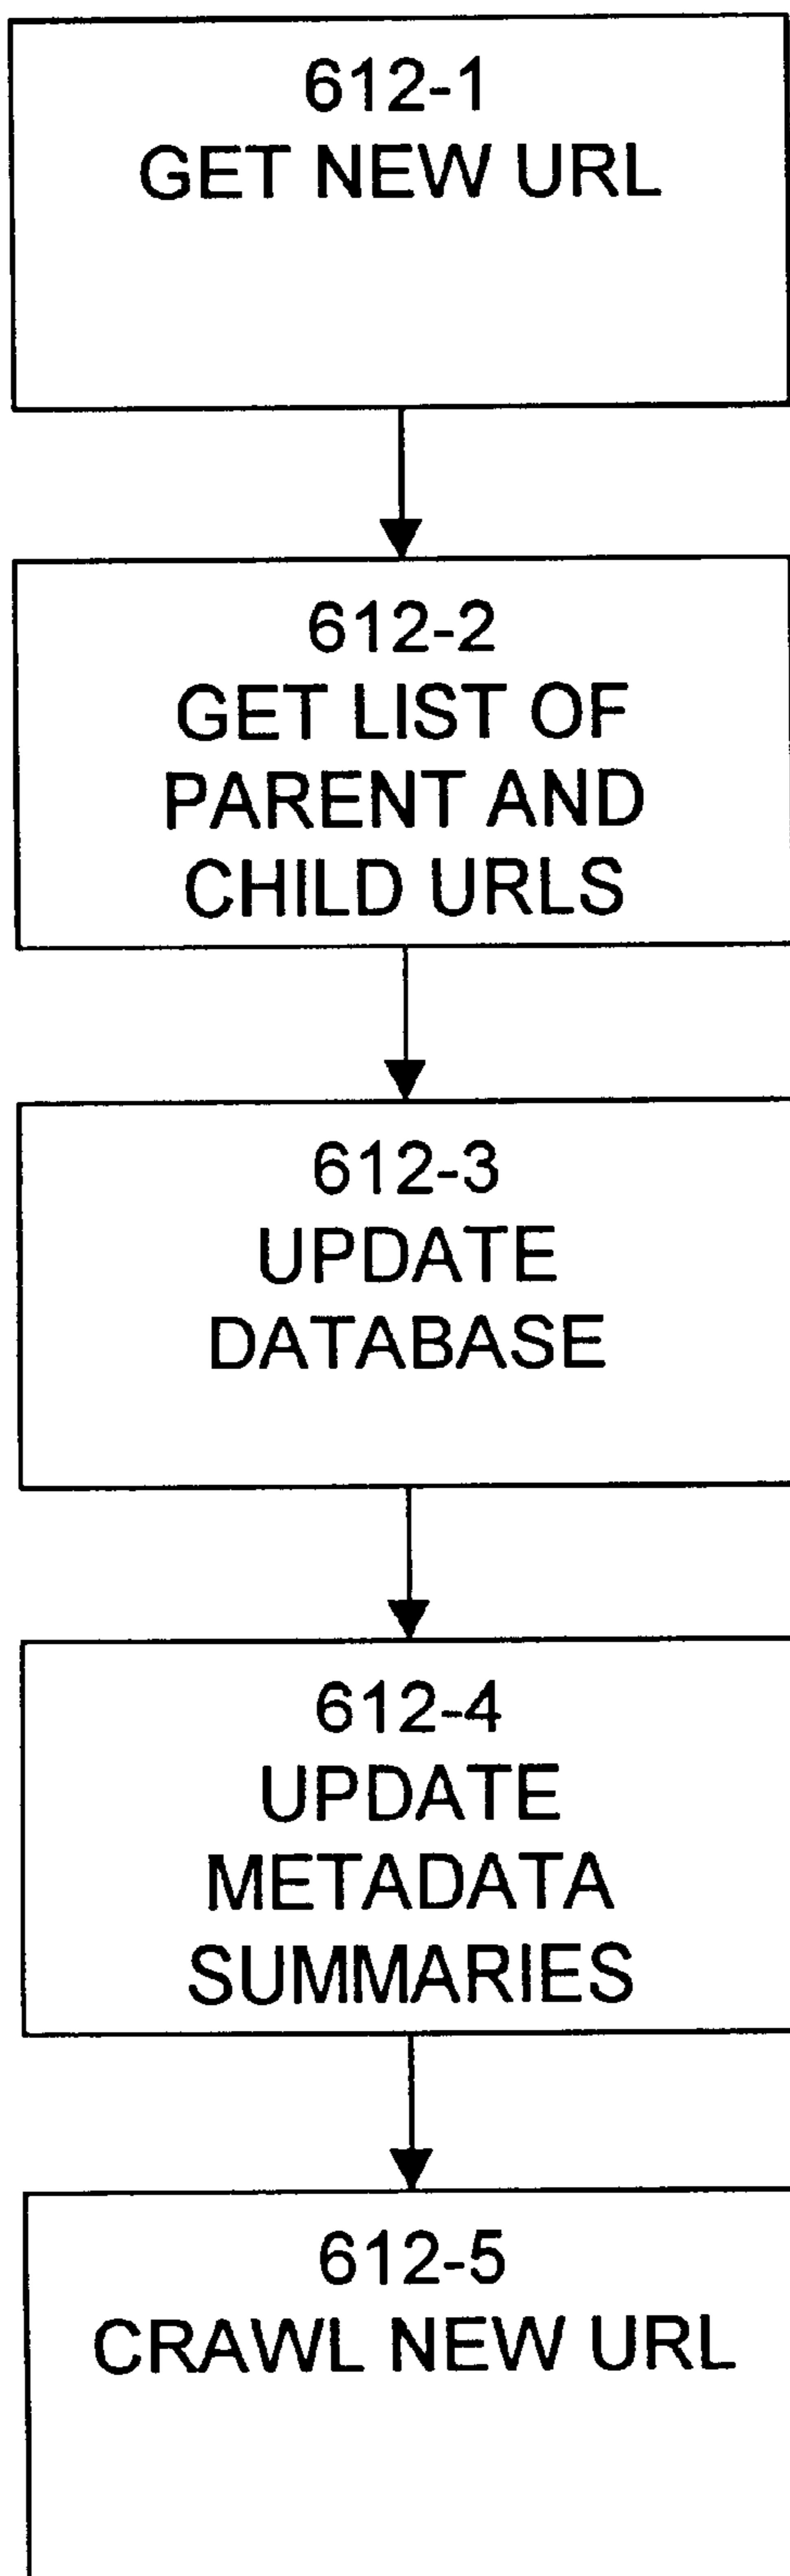 612-1
GET NEW URL
612-2
GET LIST OF
PARENT AND
CHILD URLS
612-3
UPDATE
DATABASE
612-4
UPDATE
METADATA
SUMMARIES
612-5
CRAWL NEW URL